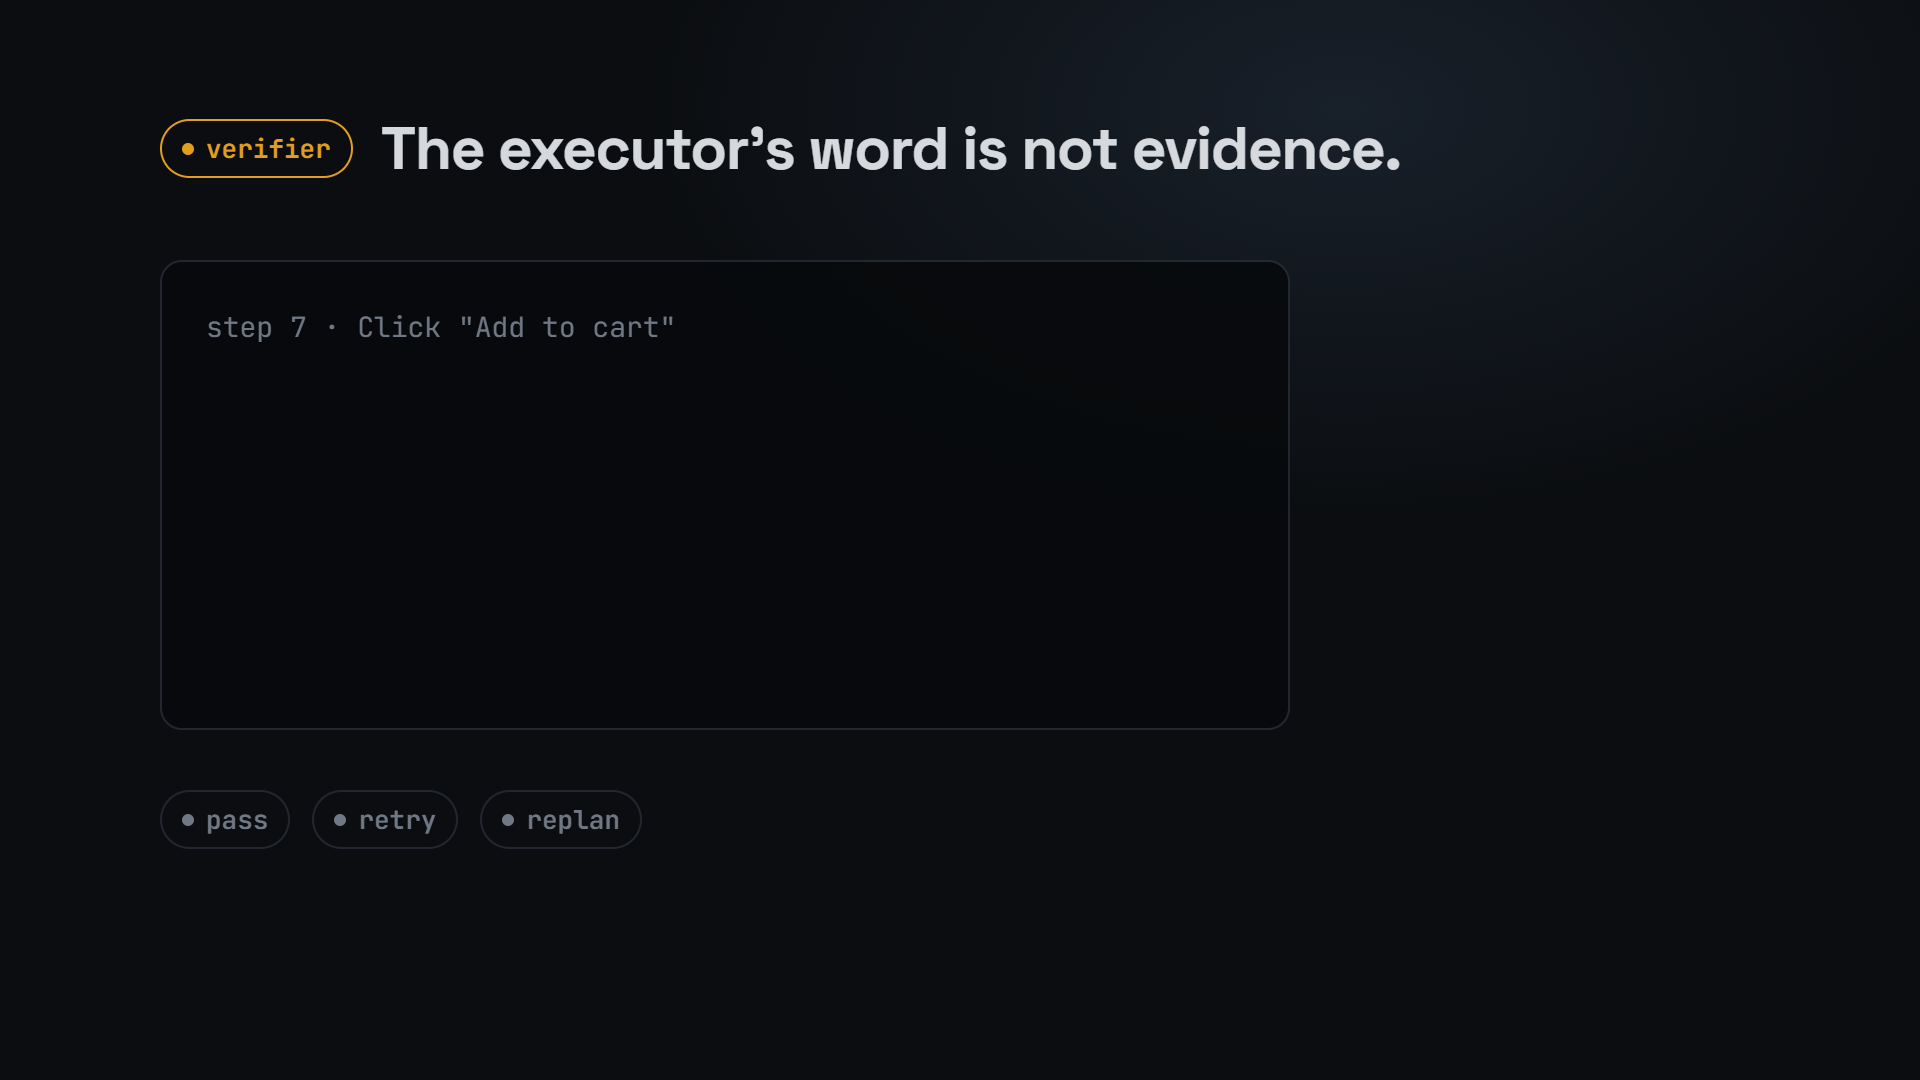 verifier
The executor’s word is not evidence.
step 7 · Click "Add to cart"
pass
retry
replan